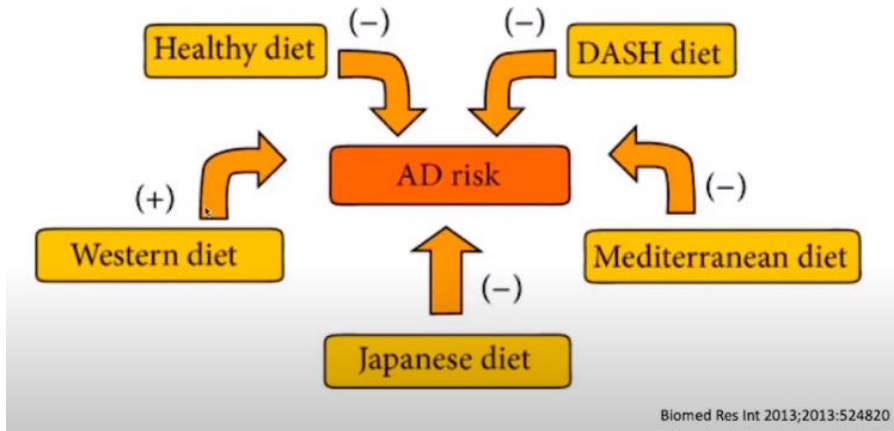 (−)
(−)
Healthy diet
DASH diet
AD risk
(+)
(−)
Western diet
Mediterranean diet
(−)
Japanese diet
Biomed Res Int 2013;2013:524820